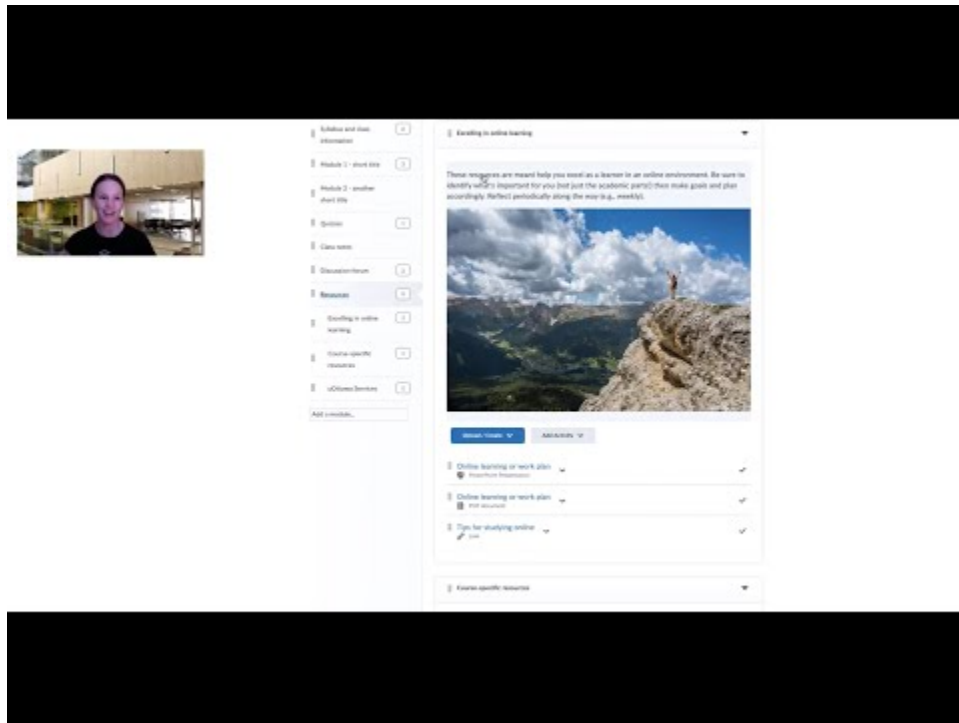 Syllabus and class
information
Module 1 - short title
Module 2 - another
short title
Quizzes
Class notes
Discussion forum
Resources
Excelling in online
learning
Course-specific
resources
uOttawa Services
Add a module...
Excelling in online learning
These resources are meant help you excel as a learner in an online environment. Be sure to
identify what's important for you (not just the academic parts!) then make goals and plan
accordingly. Reflect periodically along the way (e.g., weekly).
Upload / Create
Add Activity
Online learning or work plan
PowerPoint Presentation
Online learning or work plan
PDF document
Tips for studying online
Link
Course-specific resources